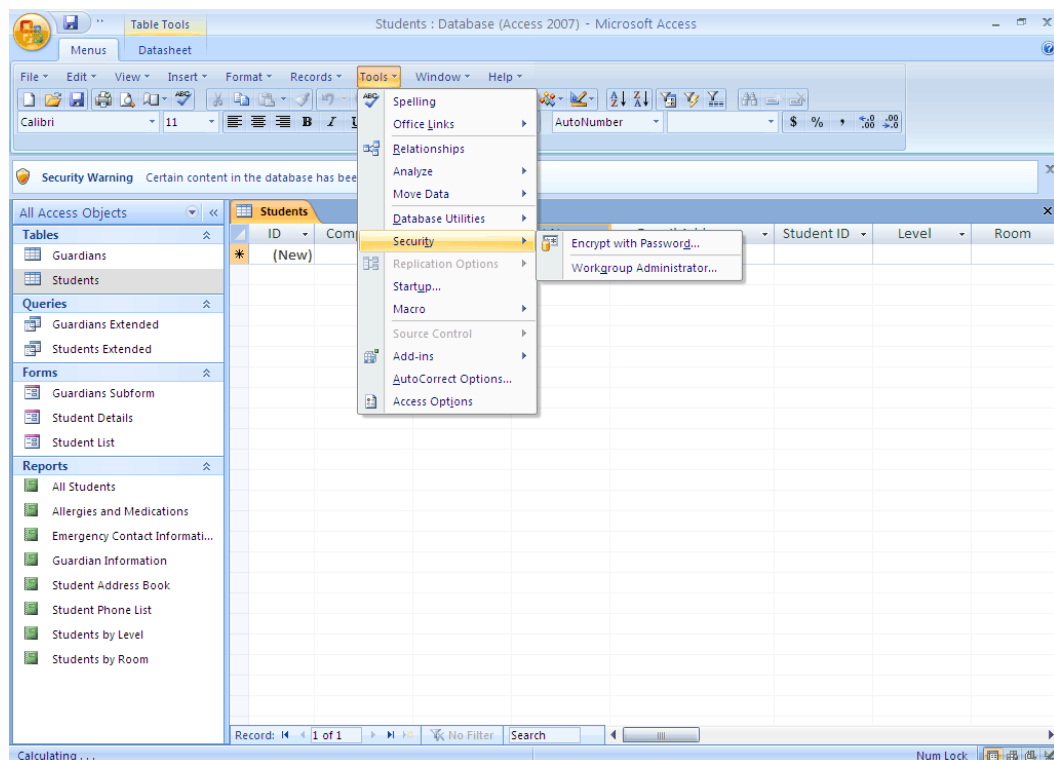 Table Tools
Students : Database (Access 2007) - Microsoft Access
Menus Datasheet
File Edit View Insert Format Records Tools Window Help
Calibri 11 B I AutoNumber $ % , .0 .00 .00 .0
Security Warning Certain content in the database has
Spelling
Office Links
Relationships
Analyze
Move Data
Database Utilities
Security
Replication Options
Startup...
Macro
Source Control
Add-ins
AutoCorrect Options...
Access Options
Encrypt with Password...
Workgroup Administrator...
All Access Objects
Students
ID Student ID Level Room
(New)
Tables
Guardians
Students
Queries
Guardians Extended
Students Extended
Forms
Guardians Subform
Student Details
Student List
Reports
All Students
Allergies and Medications
Emergency Contact Informati...
Guardian Information
Student Address Book
Student Phone List
Students by Level
Students by Room
Record: 1 of 1 No Filter Search
Calculating . . . Num Lock